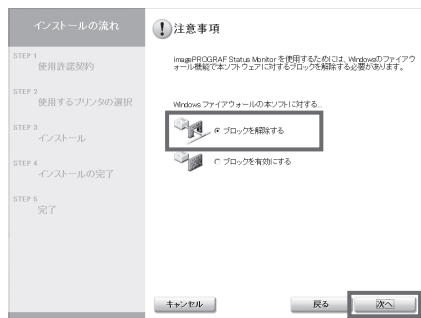 インストールの流れ
STEP 1
使用許諾契約
STEP 2
使用するプリンタの選択
STEP 3
インストール
STEP 4
インストールの完了
STEP 5
完了
注意事項
imagePROGRAF Status Monitor を使用するためには、Windowsのファイアウ
ォール機能で本ソフトウェアに対するブロックを解除する必要があります。
Windows ファイアウォールの本ソフトに対する...
ブロックを解除する
ブロックを有効にする
キャンセル
戻る
次へ